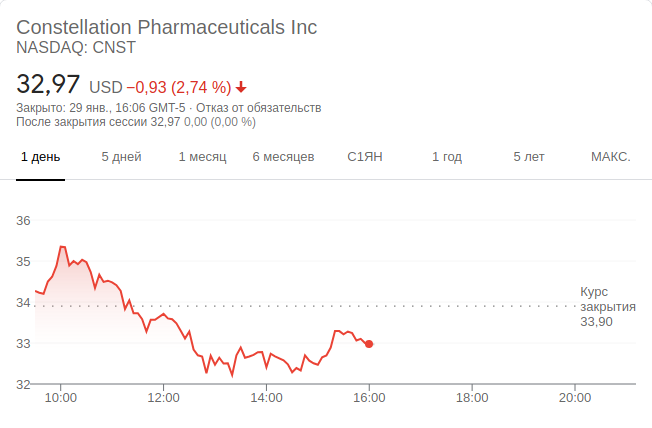 Constellation Pharmaceuticals Inc
NASDAQ: CNST
32,97 USD −0,93 (2,74 %)
Закрыто: 29 янв., 16:06 GMT-5 · Отказ от обязательств
После закрытия сессии 32,97 0,00 (0,00 %)
1 день 5 дней 1 месяц 6 месяцев С1ЯН 1 год 5 лет МАКС.
36
35
34
33
32
Курс
закрытия
33,90
10:00 12:00 14:00 16:00 18:00 20:00